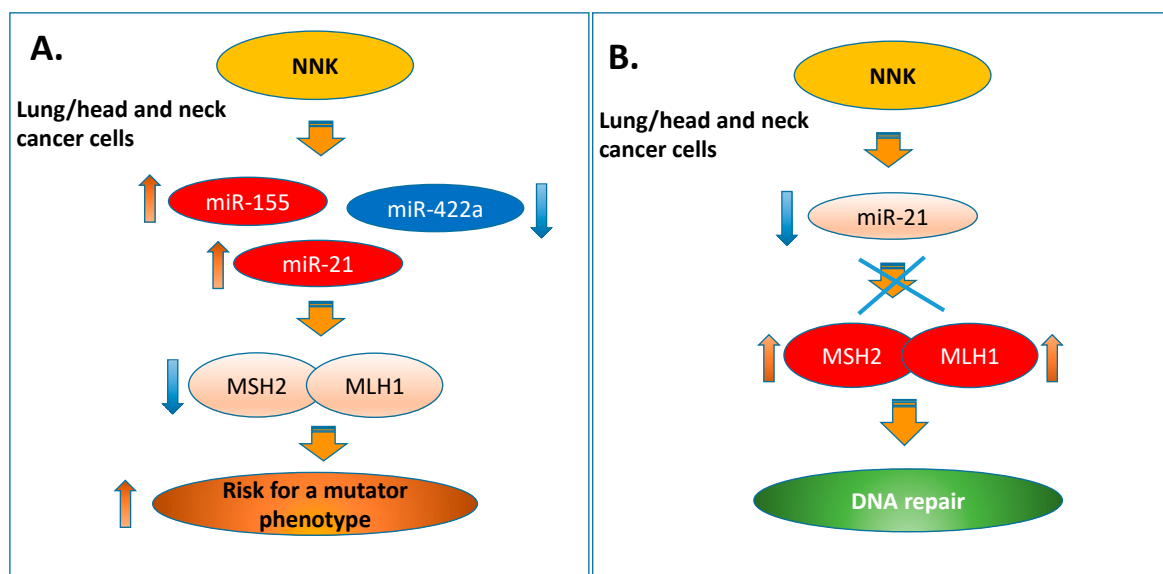 A.
NNK
Lung/head and neck
cancer cells
miR-155
miR-422a
miR-21
MSH2
MLH1
Risk for a mutator
phenotype
B.
NNK
Lung/head and neck
cancer cells
miR-21
MSH2
MLH1
DNA repair